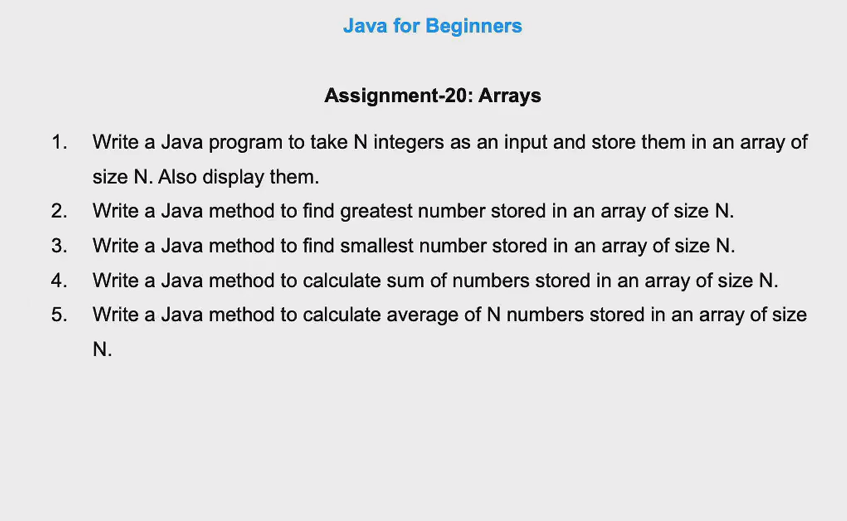 Java for Beginners
Assignment-20: Arrays
1. Write a Java program to take N integers as an input and store them in an array of
size N. Also display them.
2. Write a Java method to find greatest number stored in an array of size N.
3. Write a Java method to find smallest number stored in an array of size N.
4. Write a Java method to calculate sum of numbers stored in an array of size N.
5. Write a Java method to calculate average of N numbers stored in an array of size
N.